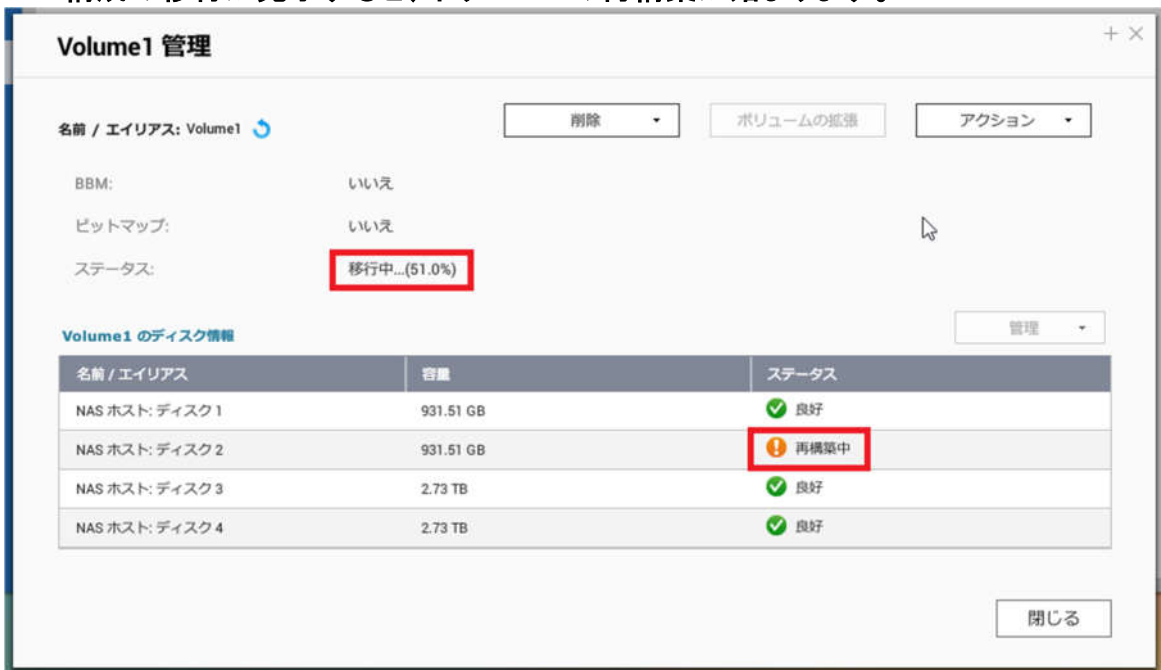 Volume1 管理
名前 / エイリアス: Volume1
削除
ボリュームの拡張
アクション
BBM: いいえ
ビットマップ: いいえ
ステータス: 移行中...(51.0%)
Volume1 のディスク情報
管理
名前 / エイリアス 容量 ステータス
NAS ホスト: ディスク 1 931.51 GB 良好
NAS ホスト: ディスク 2 931.51 GB 再構築中
NAS ホスト: ディスク 3 2.73 TB 良好
NAS ホスト: ディスク 4 2.73 TB 良好
閉じる